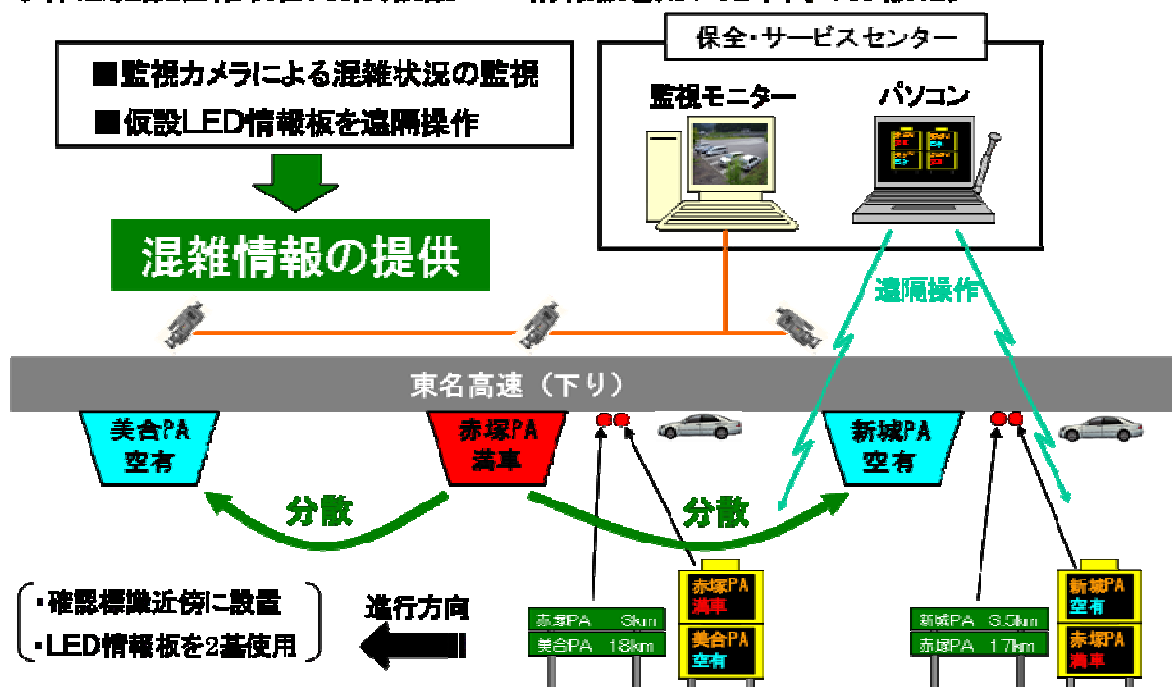 保全・サービスセンター
■監視カメラによる混雑状況の監視
■仮設LED情報板を遠隔操作
監視モニター
パソコン
混雑情報の提供
遠隔操作
東名高速（下り）
美合PA
空有
赤塚PA
満車
新城PA
空有
分散
分散
・確認標識近傍に設置
・LED情報板を2基使用
進行方向
赤塚PA 3km
美合PA 18km
赤塚PA
満車
美合PA
空有
新城PA 3.5km
赤塚PA 17km
新城PA
空有
赤塚PA
満車